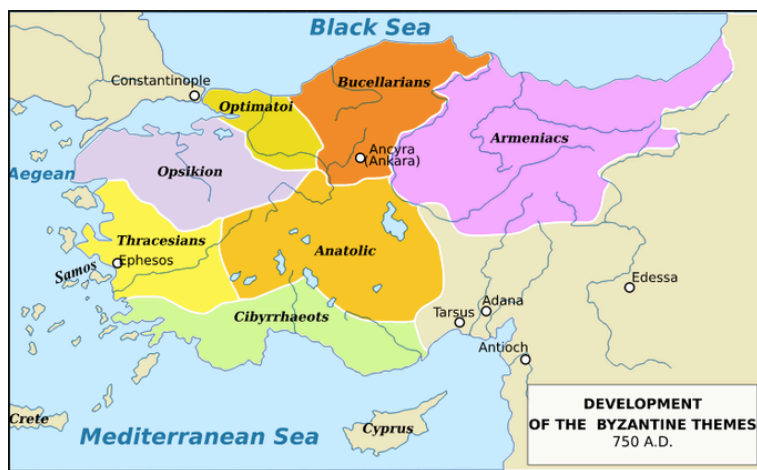 Black Sea
Constantinople
Optimatoi
Bucellarians
Armeniacs
Ancyra
(Ankara)
Aegean
Opsikion
Thracesians
Ephesos
Samos
Anatolic
Edessa
Cibyrrhaeots
Tarsus
Adana
Antioch
Crete
Mediterranean Sea
Cyprus
DEVELOPMENT
OF THE BYZANTINE THEMES
750 A.D.